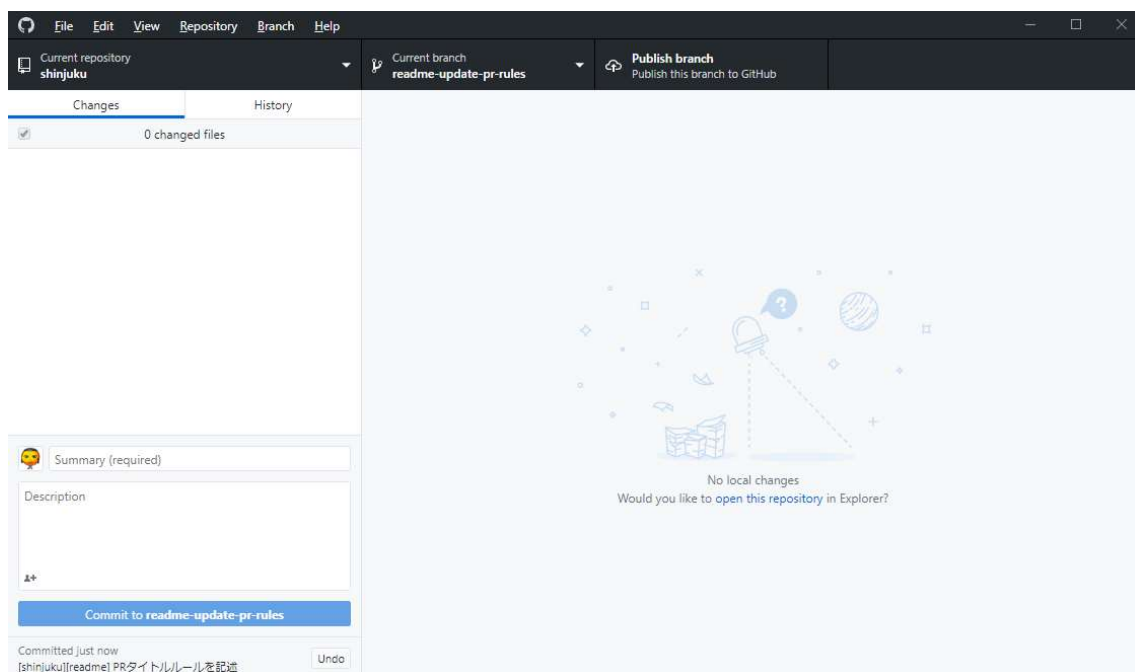 File Edit View Repository Branch Help
Current repository
shinjuku
Current branch
readme-update-pr-rules
Publish branch
Publish this branch to GitHub
Changes History
0 changed files
?
No local changes
Would you like to open this repository in Explorer?
Summary (required)
Description
Commit to readme-update-pr-rules
Committed just now
[shinjuku][readme] PRタイトルルールを記述
Undo